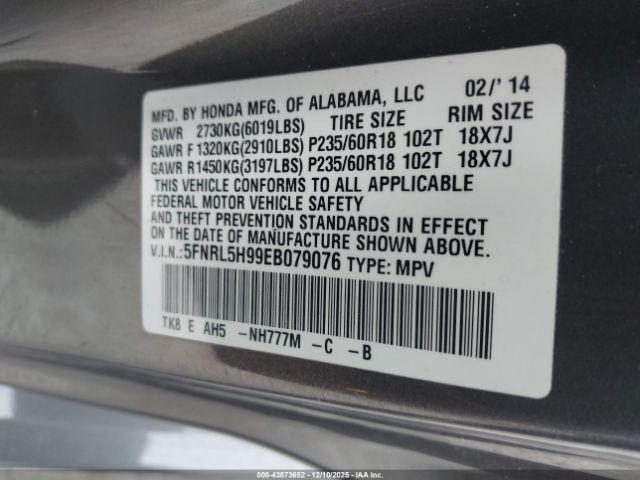 MFD. BY HONDA MFG. OF ALABAMA, LLC 02/'14
GVWR 2730KG(6019LBS) TIRE SIZE RIM SIZE
GAWR F 1320KG(2910LBS) P235/60R18 102T 18X7J
GAWR R1450KG(3197LBS) P235/60R18 102T 18X7J
THIS VEHICLE CONFORMS TO ALL APPLICABLE
FEDERAL MOTOR VEHICLE SAFETY
AND THEFT PREVENTION STANDARDS IN EFFECT
ON THE DATE OF MANUFACTURE SHOWN ABOVE.
V.I.N.:5FNRL5H99EB079076 TYPE: MPV
TK8 E AH5 -NH777M -C -B
000-43873652 - 12/10/2025 - IAA Inc.